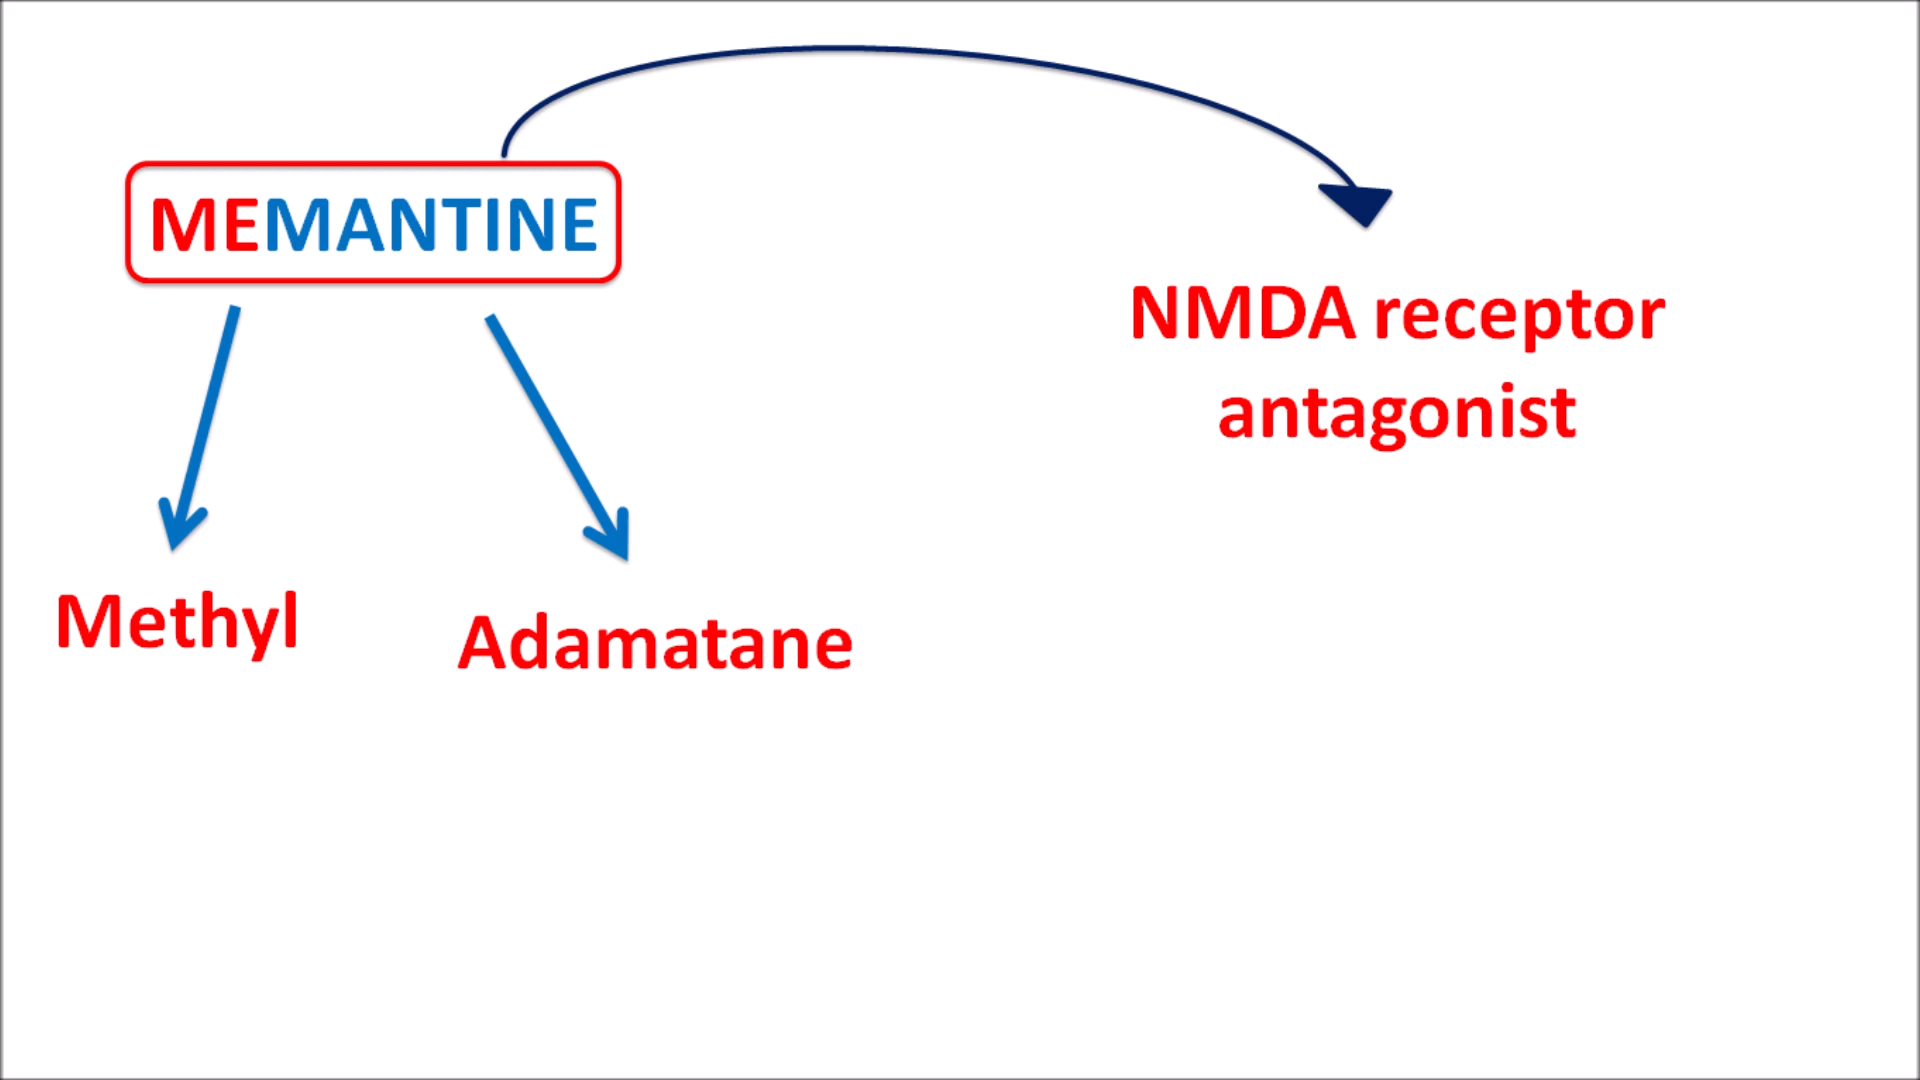 MEMANTINE
NMDA receptor
antagonist
Methyl
Adamatane